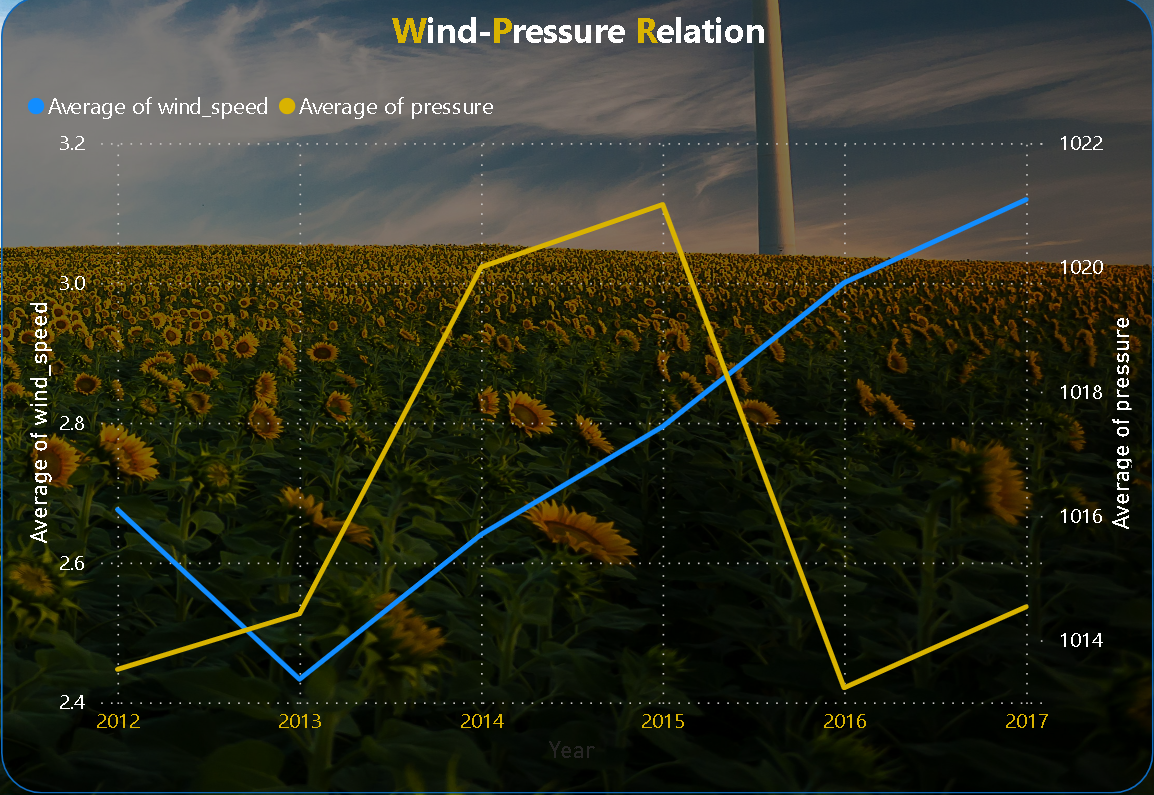 Wind-Pressure Relation
Average of wind_speed Average of pressure
3.2 1022
3.0 1020
2.8 1018
2.6 1016
2.4 1014
Average of wind_speed
Average of pressure
2012 2013 2014 2015 2016 2017
Year